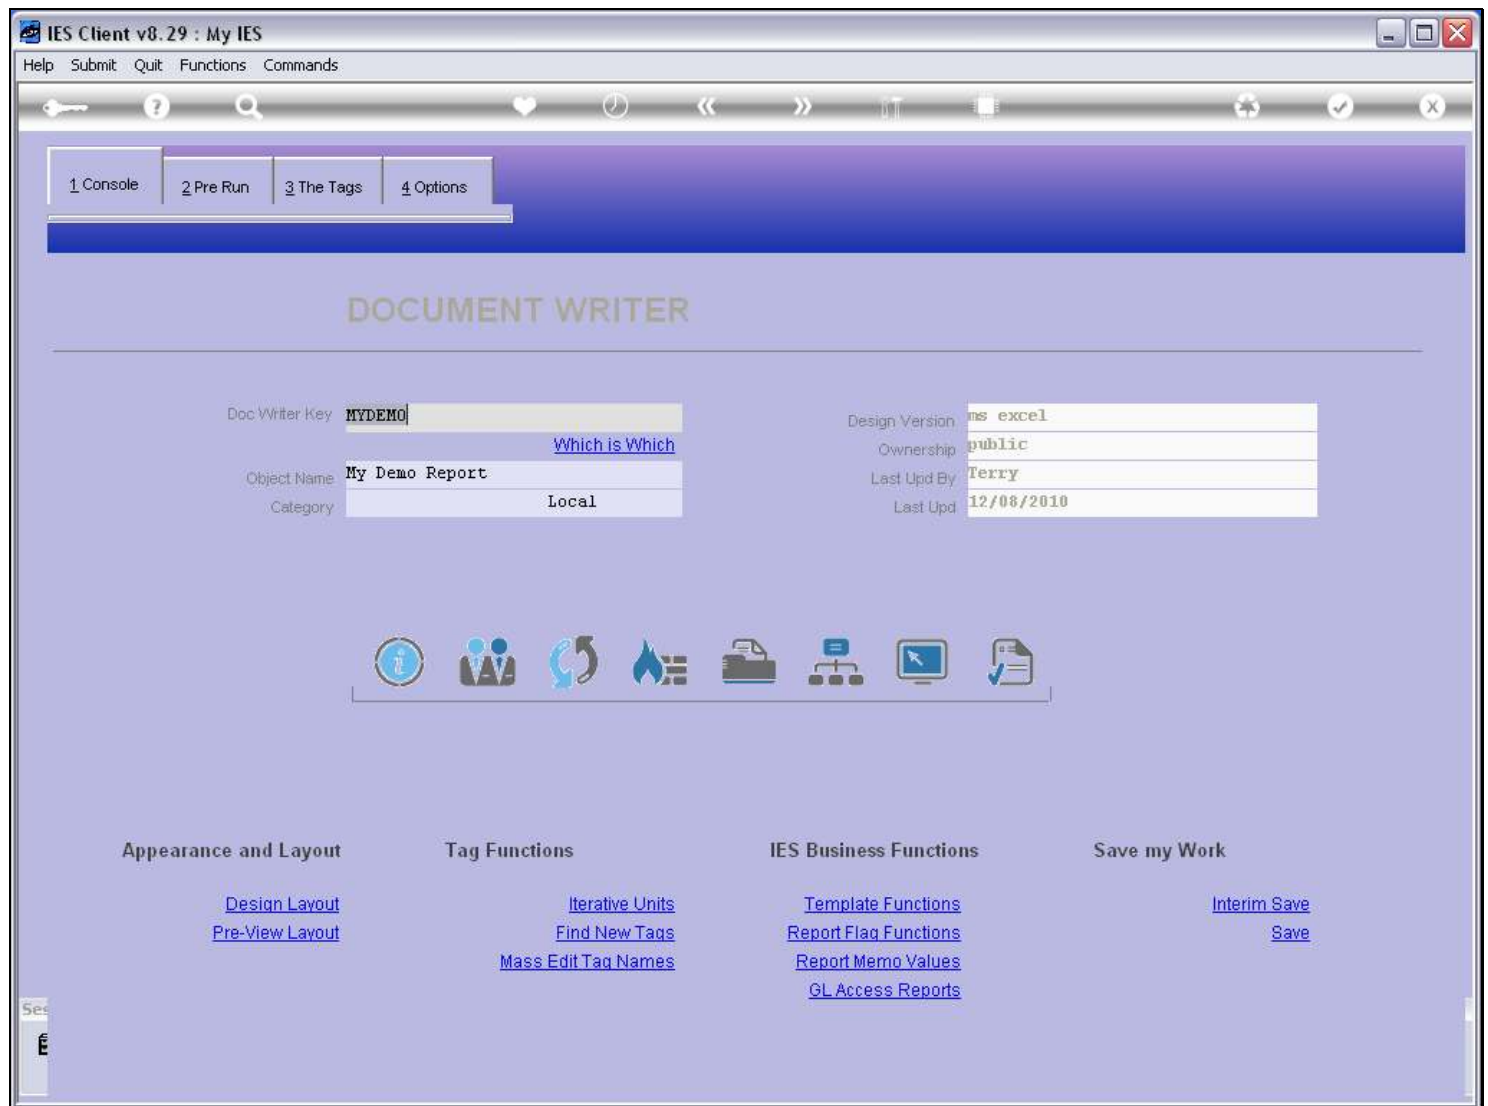 IES Client v8.29 : My IES
Help Submit Quit Functions Commands
1 Console 2 Pre Run 3 The Tags 4 Options
DOCUMENT WRITER
Doc Writer Key MYDEMO
Design Version ms excel
Which is Which
Ownership public
Object Name My Demo Report
Last Upd By Terry
Category Local
Last Upd 12/08/2010
Appearance and Layout Tag Functions IES Business Functions Save my Work
Design Layout Iterative Units Template Functions Interim Save
Pre-View Layout Find New Tags Report Flag Functions Save
Mass Edit Tag Names Report Memo Values
GL Access Reports